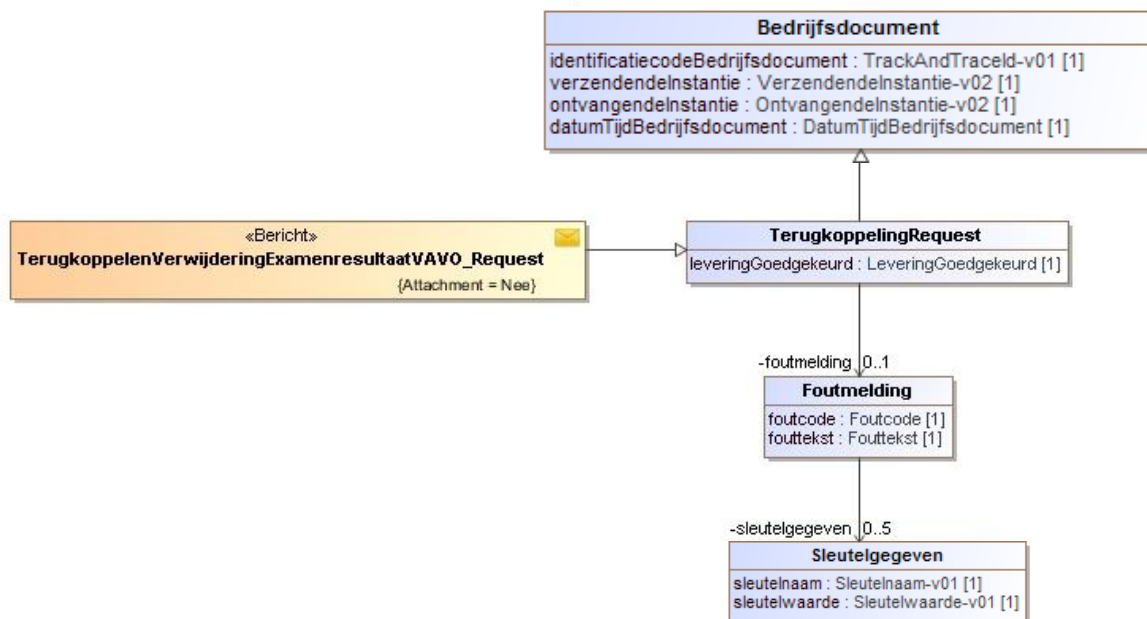 Bedrijfsdocument
identificatiecodeBedrijfsdocument : TrackAndTraceId-v01 [1]
verzendendeInstantie : VerzendendeInstantie-v02 [1]
ontvangendeInstantie : OntvangendeInstantie-v02 [1]
datumTijdBedrijfsdocument : DatumTijdBedrijfsdocument [1]
«Bericht»
TerugkoppelenVerwijderingExamenresultaatVAVO_Request
{Attachment = Nee}
TerugkoppelingRequest
leveringGoedgekeurd : LeveringGoedgekeurd [1]
-foutmelding 0..1
Foutmelding
foutcode : Foutcode [1]
fouttekst : Fouttekst [1]
-sleutelgegeven 0..5
Sleutelgegeven
sleutelnaam : Sleutelnaam-v01 [1]
sleutelwaarde : Sleutelwaarde-v01 [1]